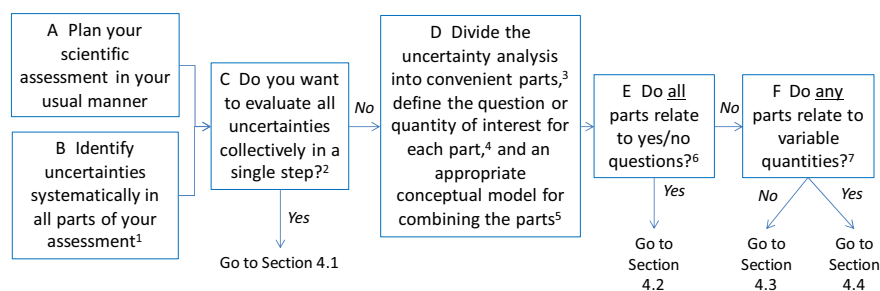 A Plan your
scientific
assessment in your
usual manner
B Identify
uncertainties
systematically in
all parts of your
assessment¹
C Do you want
to evaluate all
uncertainties
collectively in a
single step?²
No
Yes
Go to Section 4.1
D Divide the
uncertainty analysis
into convenient parts,³
define the question or
quantity of interest for
each part,⁴ and an
appropriate
conceptual model for
combining the parts⁵
E Do all
parts relate
to yes/no
questions?⁶
No
Yes
Go to
Section
4.2
F Do any
parts relate to
variable
quantities?⁷
No
Yes
Go to
Section
4.3
Go to
Section
4.4